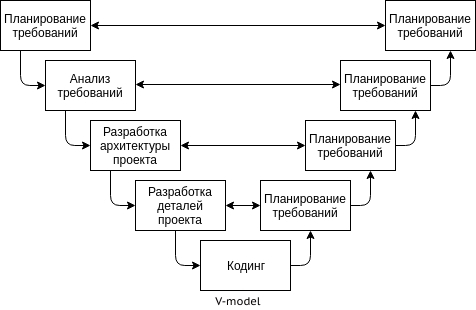 Планирование
требований
Планирование
требований
Анализ
требований
Планирование
требований
Разработка
архитектуры
проекта
Планирование
требований
Разработка
деталей
проекта
Планирование
требований
Кодинг
V-model